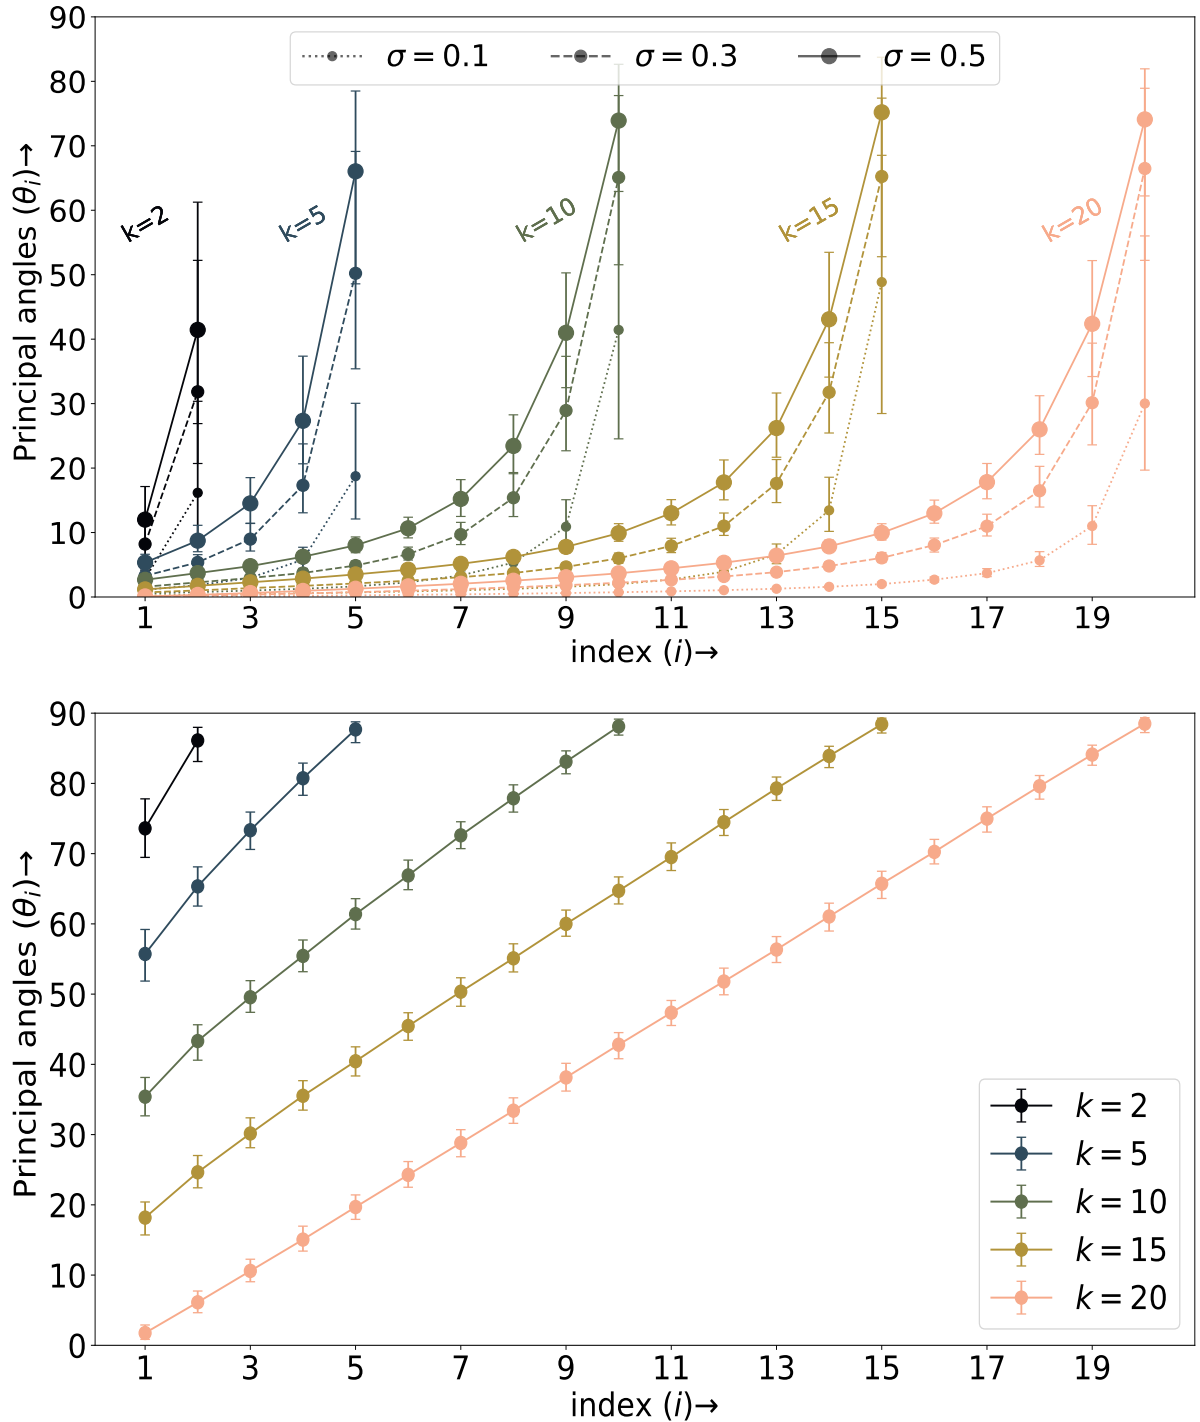 90
80
70
60
50
40
30
20
10
0
Principal angles (θᵢ)→
σ = 0.1
σ = 0.3
σ = 0.5
k=2
k=5
k=10
k=15
k=20
1 3 5 7 9 11 13 15 17 19
index (i)→
90
80
70
60
50
40
30
20
10
0
Principal angles (θᵢ)→
k = 2
k = 5
k = 10
k = 15
k = 20
1 3 5 7 9 11 13 15 17 19
index (i)→